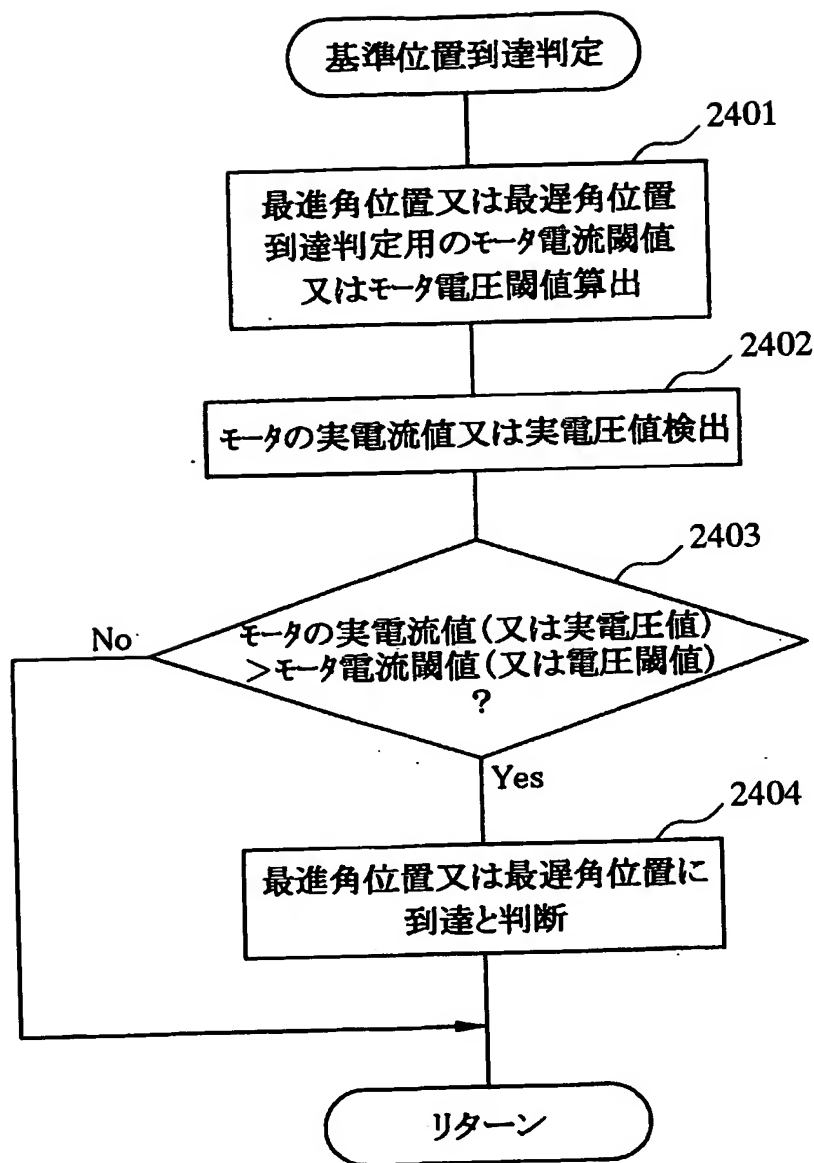 基準位置到達判定
2401
最進角位置又は最遅角位置
到達判定用のモータ電流閾値
又はモータ電圧閾値算出
2402
モータの実電流値又は実電圧値検出
2403
モータの実電流値(又は実電圧値)
>モータ電流閾値(又は電圧閾値)
?
No
Yes
2404
最進角位置又は最遅角位置に
到達と判断
リターン